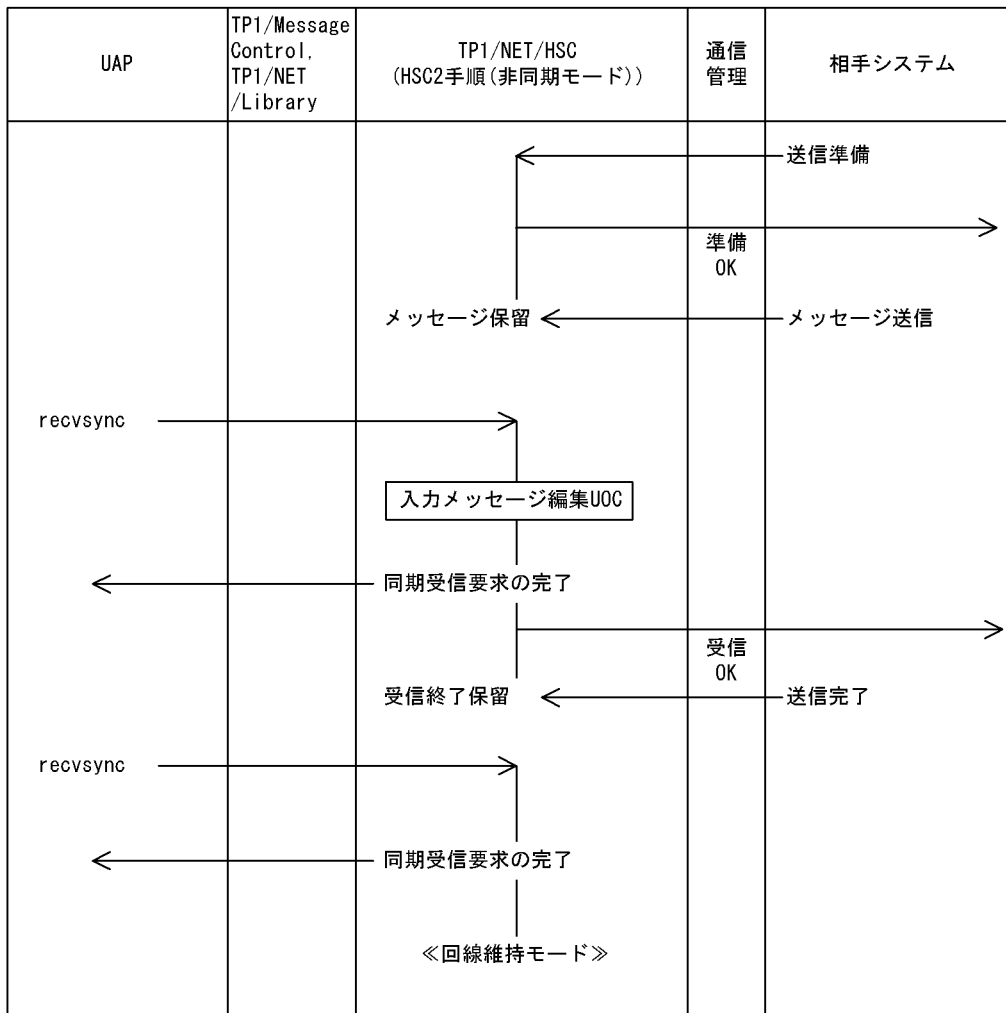 UAP
TP1/Message
Control,
TP1/NET
/Library
TP1/NET/HSC
(HSC2手順(非同期モード))
通信
管理
相手システム
送信準備
準備
OK
メッセージ保留
メッセージ送信
recvsync
入力メッセージ編集UOC
同期受信要求の完了
受信
OK
受信終了保留
送信完了
recvsync
同期受信要求の完了
≪回線維持モード≫